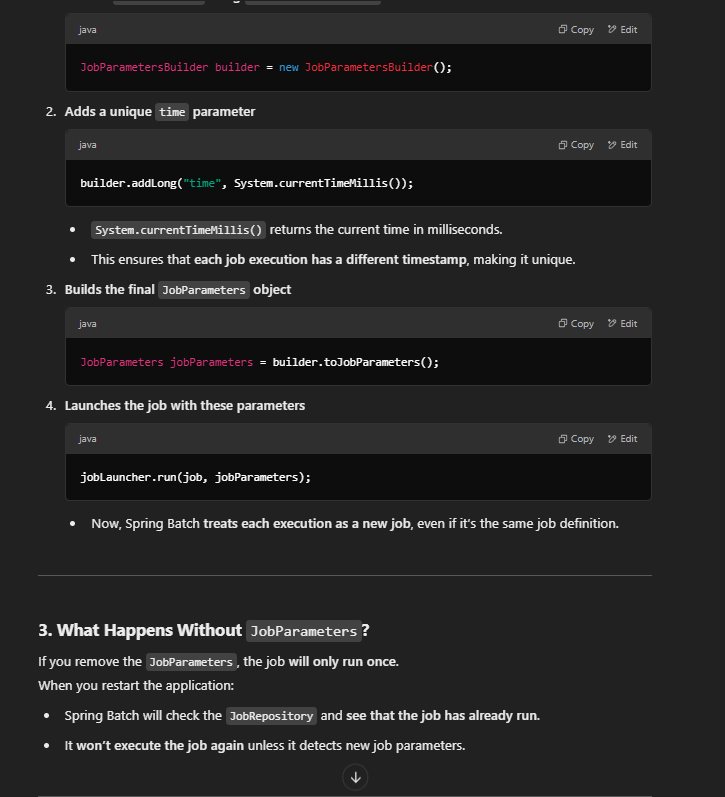 java Copy Edit
JobParametersBuilder builder = new JobParametersBuilder();
2. Adds a unique time parameter
java Copy Edit
builder.addLong("time", System.currentTimeMillis());
• System.currentTimeMillis() returns the current time in milliseconds.
• This ensures that each job execution has a different timestamp, making it unique.
3. Builds the final JobParameters object
java Copy Edit
JobParameters jobParameters = builder.toJobParameters();
4. Launches the job with these parameters
java Copy Edit
jobLauncher.run(job, jobParameters);
• Now, Spring Batch treats each execution as a new job, even if it's the same job definition.
3. What Happens Without JobParameters?
If you remove the JobParameters, the job will only run once.
When you restart the application:
• Spring Batch will check the JobRepository and see that the job has already run.
• It won't execute the job again unless it detects new job parameters.